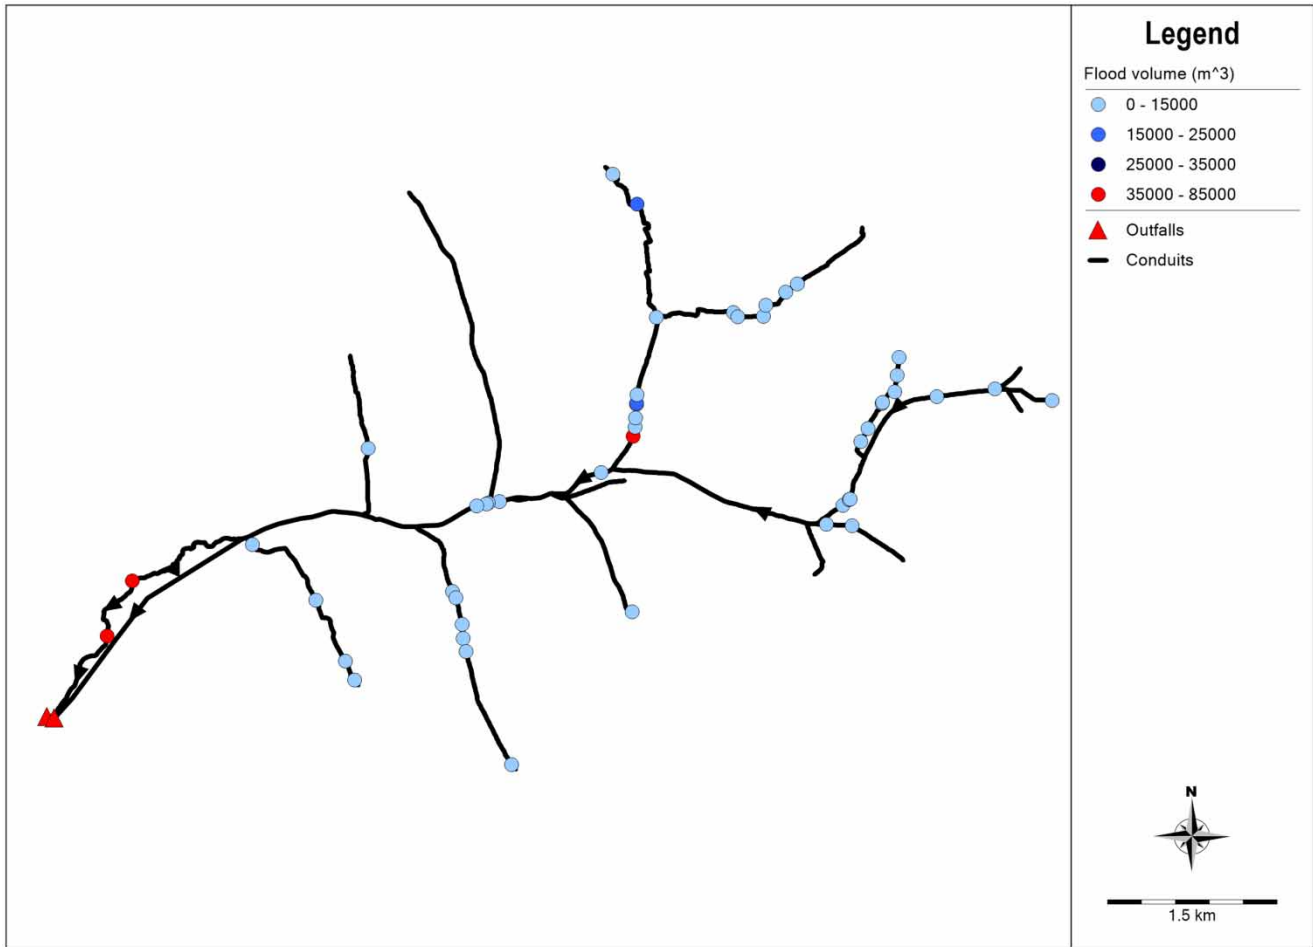 Legend
Flood volume (m^3)
0 - 15000
15000 - 25000
25000 - 35000
35000 - 85000
Outfalls
Conduits
N
1.5 km